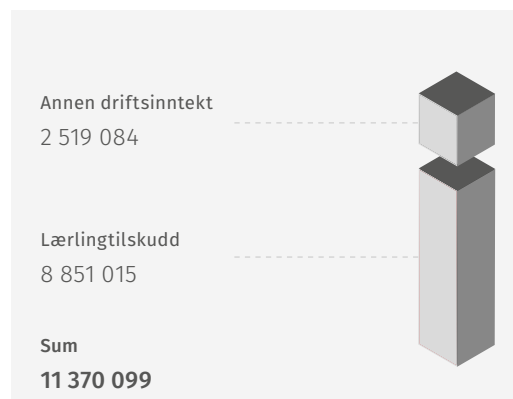 Annen driftsinntekt
2 519 084
Lærlingtilskudd
8 851 015
Sum
11 370 099